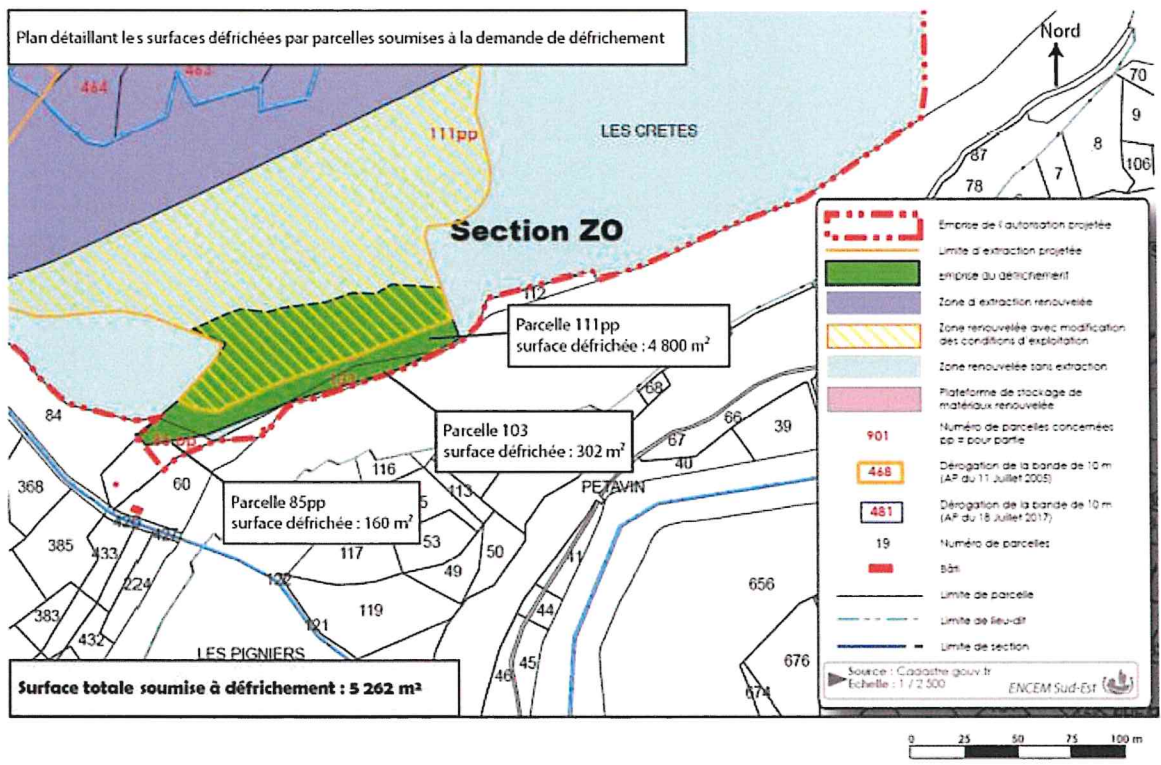 Plan détaillant les surfaces défrichées par parcelles soumises à la demande de défrichement
Nord
464
463
111pp
LES CRETES
70
9
8
106
87
7
78
Section ZO
112
Parcelle 111pp
surface défrichée : 4 800 m²
68
84
66
39
67
40
Parcelle 103
surface défrichée : 302 m²
116
113
PETAVIN
368
60
Parcelle 85pp
surface défrichée : 160 m²
427
385
433
117
53
50
49
41
224
122
656
383
119
44
432
121
LES PIGNIERS
45
46
676
674
Surface totale soumise à défrichement : 5 262 m²
Emprise de l'autorisation projetée
Limite d'extraction projetée
emprise du défrichement
Zone d'extraction renouvelée
Zone renouvelée avec modification
des conditions d'exploitation
Zone renouvelée sans extraction
Plateforme de stockage de
matériaux renouvelée
901
Numéro de parcelles concernées
pp = pour partie
468
Dérogation de la bande de 10 m
(AP du 11 Juillet 2005)
481
Dérogation de la bande de 10 m
(AP du 18 Juillet 2017)
19
Numéro de parcelles
Bâti
Limite de parcelle
Limite de lieu-dit
Limite de section
Source : Cadastre.gouv.fr
Echelle : 1 / 2 500
ENCEM Sud-Est
0 25 50 75 100 m